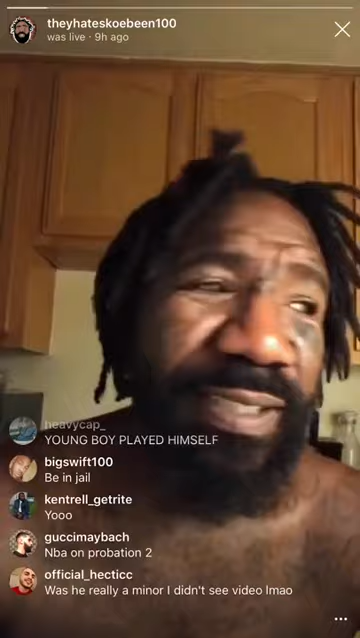 theyhateskoebeen100
was live · 9h ago
heavycap_
YOUNG BOY PLAYED HIMSELF
bigswift100
Be in jail
kentrell_getrite
Yooo
guccimaybach
Nba on probation 2
official_hecticc
Was he really a minor I didn't see video lmao